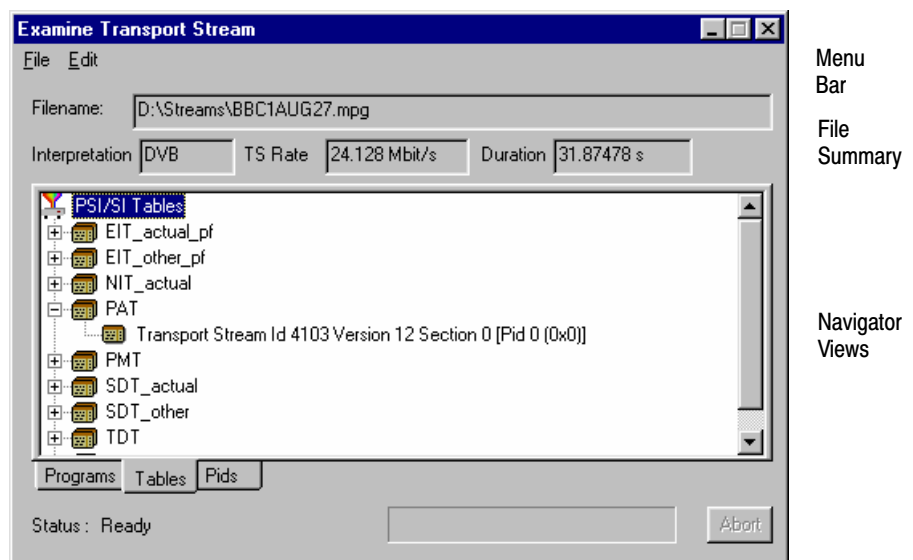 Examine Transport Stream
File Edit
Menu
Bar
Filename: D:\Streams\BBC1AUG27.mpg
File
Summary
Interpretation DVB TS Rate 24.128 Mbit/s Duration 31.87478 s
PSI/SI Tables
EIT_actual_pf
EIT_other_pf
NIT_actual
PAT
Transport Stream Id 4103 Version 12 Section 0 [Pid 0 (0x0)]
PMT
SDT_actual
SDT_other
TDT
Navigator
Views
Programs Tables Pids
Status : Ready Abort